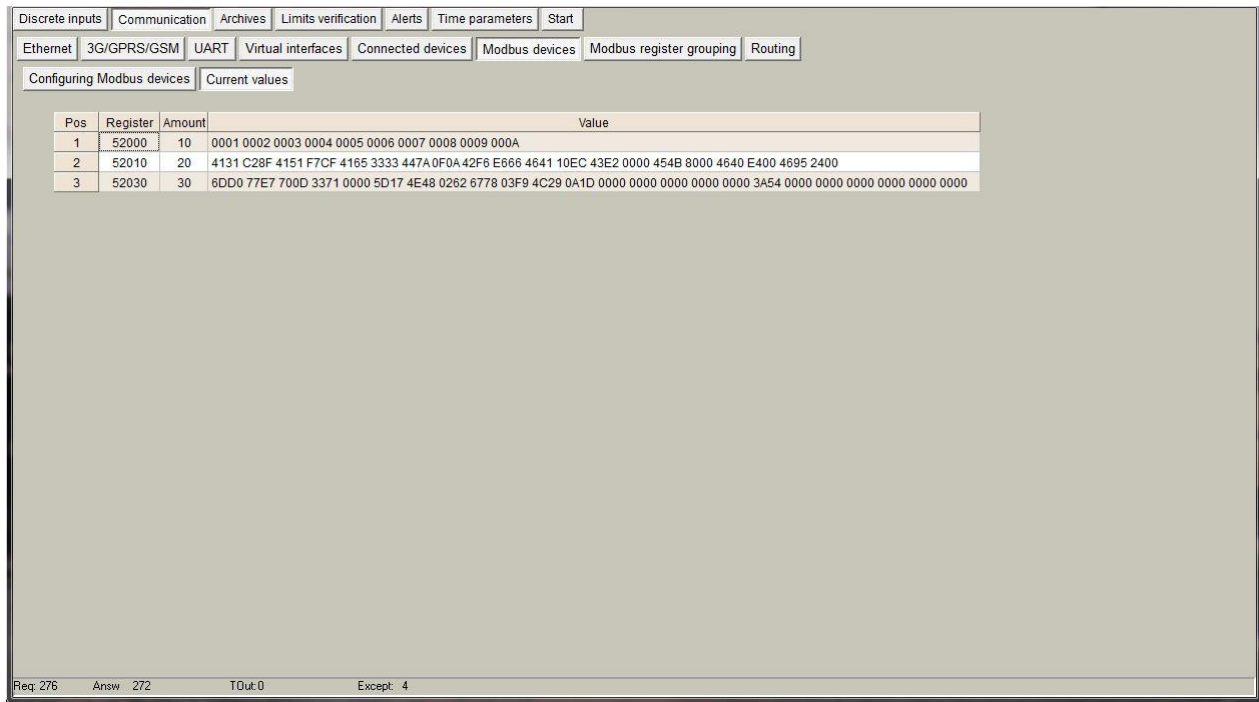 Discrete inputs Communication Archives Limits verification Alerts Time parameters Start
Ethernet 3G/GPRS/GSM UART Virtual interfaces Connected devices Modbus devices Modbus register grouping Routing
Configuring Modbus devices Current values
Pos Register Amount Value
1 52000 10 0001 0002 0003 0004 0005 0006 0007 0008 0009 000A
2 52010 20 4131 C28F 4151 F7CF 4165 3333 447A 0F0A 42F6 E666 4641 10EC 43E2 0000 454B 8000 4640 E400 4695 2400
3 52030 30 6DD0 77E7 700D 3371 0000 5D17 4E48 0262 6778 03F9 4C29 0A1D 0000 0000 0000 0000 0000 3A54 0000 0000 0000 0000 0000 0000
Req: 276 Answ 272 TOut: 0 Except: 4